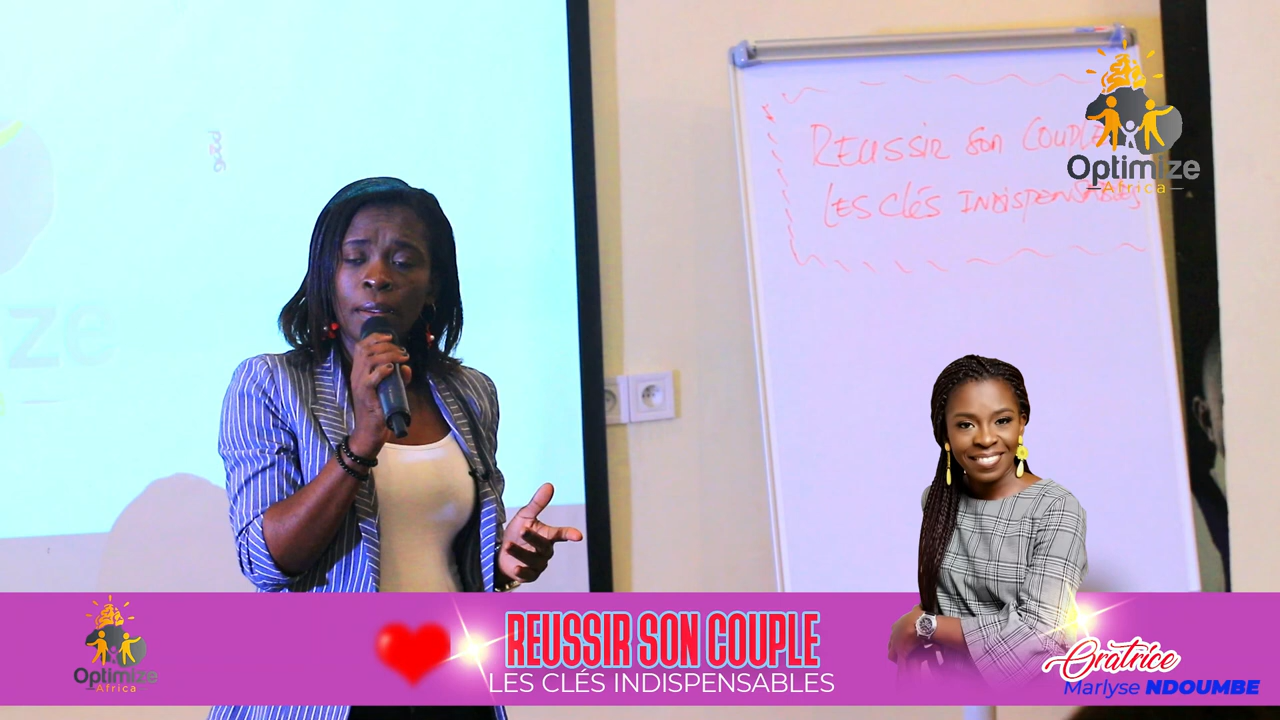 REUSSIR SON COUPLE
LES CLÉS INDISPENSABLES
Optimize
Africa
ze
Optimize
Africa
REUSSIR SON COUPLE
LES CLÉS INDISPENSABLES
Oratrice
Marlyse NDOUMBE